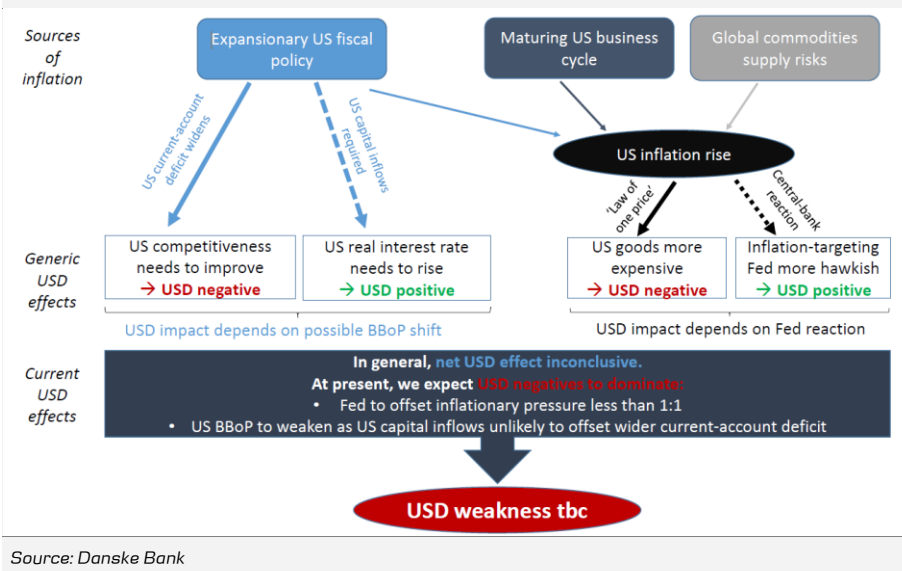 Sources
of
inflation
Expansionary US fiscal
policy
Maturing US business
cycle
Global commodities
supply risks
US current-account
deficit widens
US capital inflows
required
US inflation rise
'Law of
one price'
Central-bank
reaction
Generic
USD
effects
US competitiveness
needs to improve
→ USD negative
US real interest rate
needs to rise
→ USD positive
US goods more
expensive
→ USD negative
Inflation-targeting
Fed more hawkish
→ USD positive
USD impact depends on possible BBoP shift
USD impact depends on Fed reaction
Current
USD
effects
In general, net USD effect inconclusive.
At present, we expect USD negatives to dominate:
• Fed to offset inflationary pressure less than 1:1
• US BBoP to weaken as US capital inflows unlikely to offset wider current-account deficit
USD weakness tbc
Source: Danske Bank